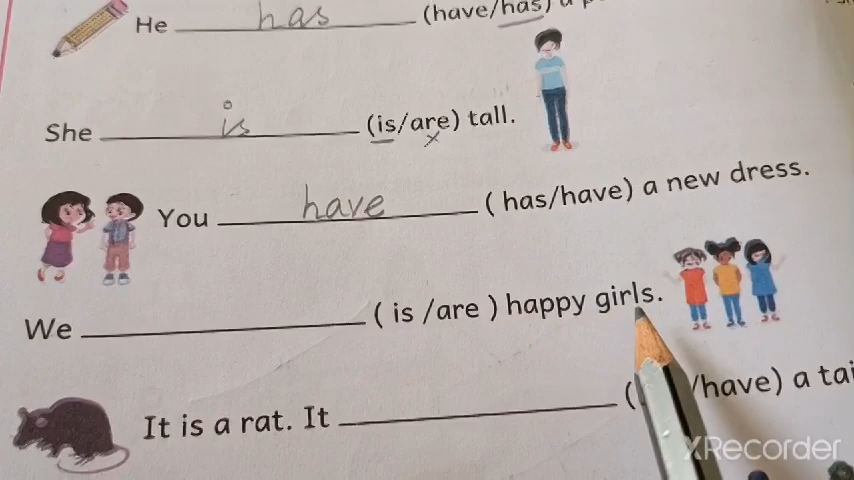 He has (have/has) a
She is (is/are) tall.
You have ( has/have) a new dress.
We ( is /are ) happy girls.
It is a rat. It ( /have) a tai
XRecorder